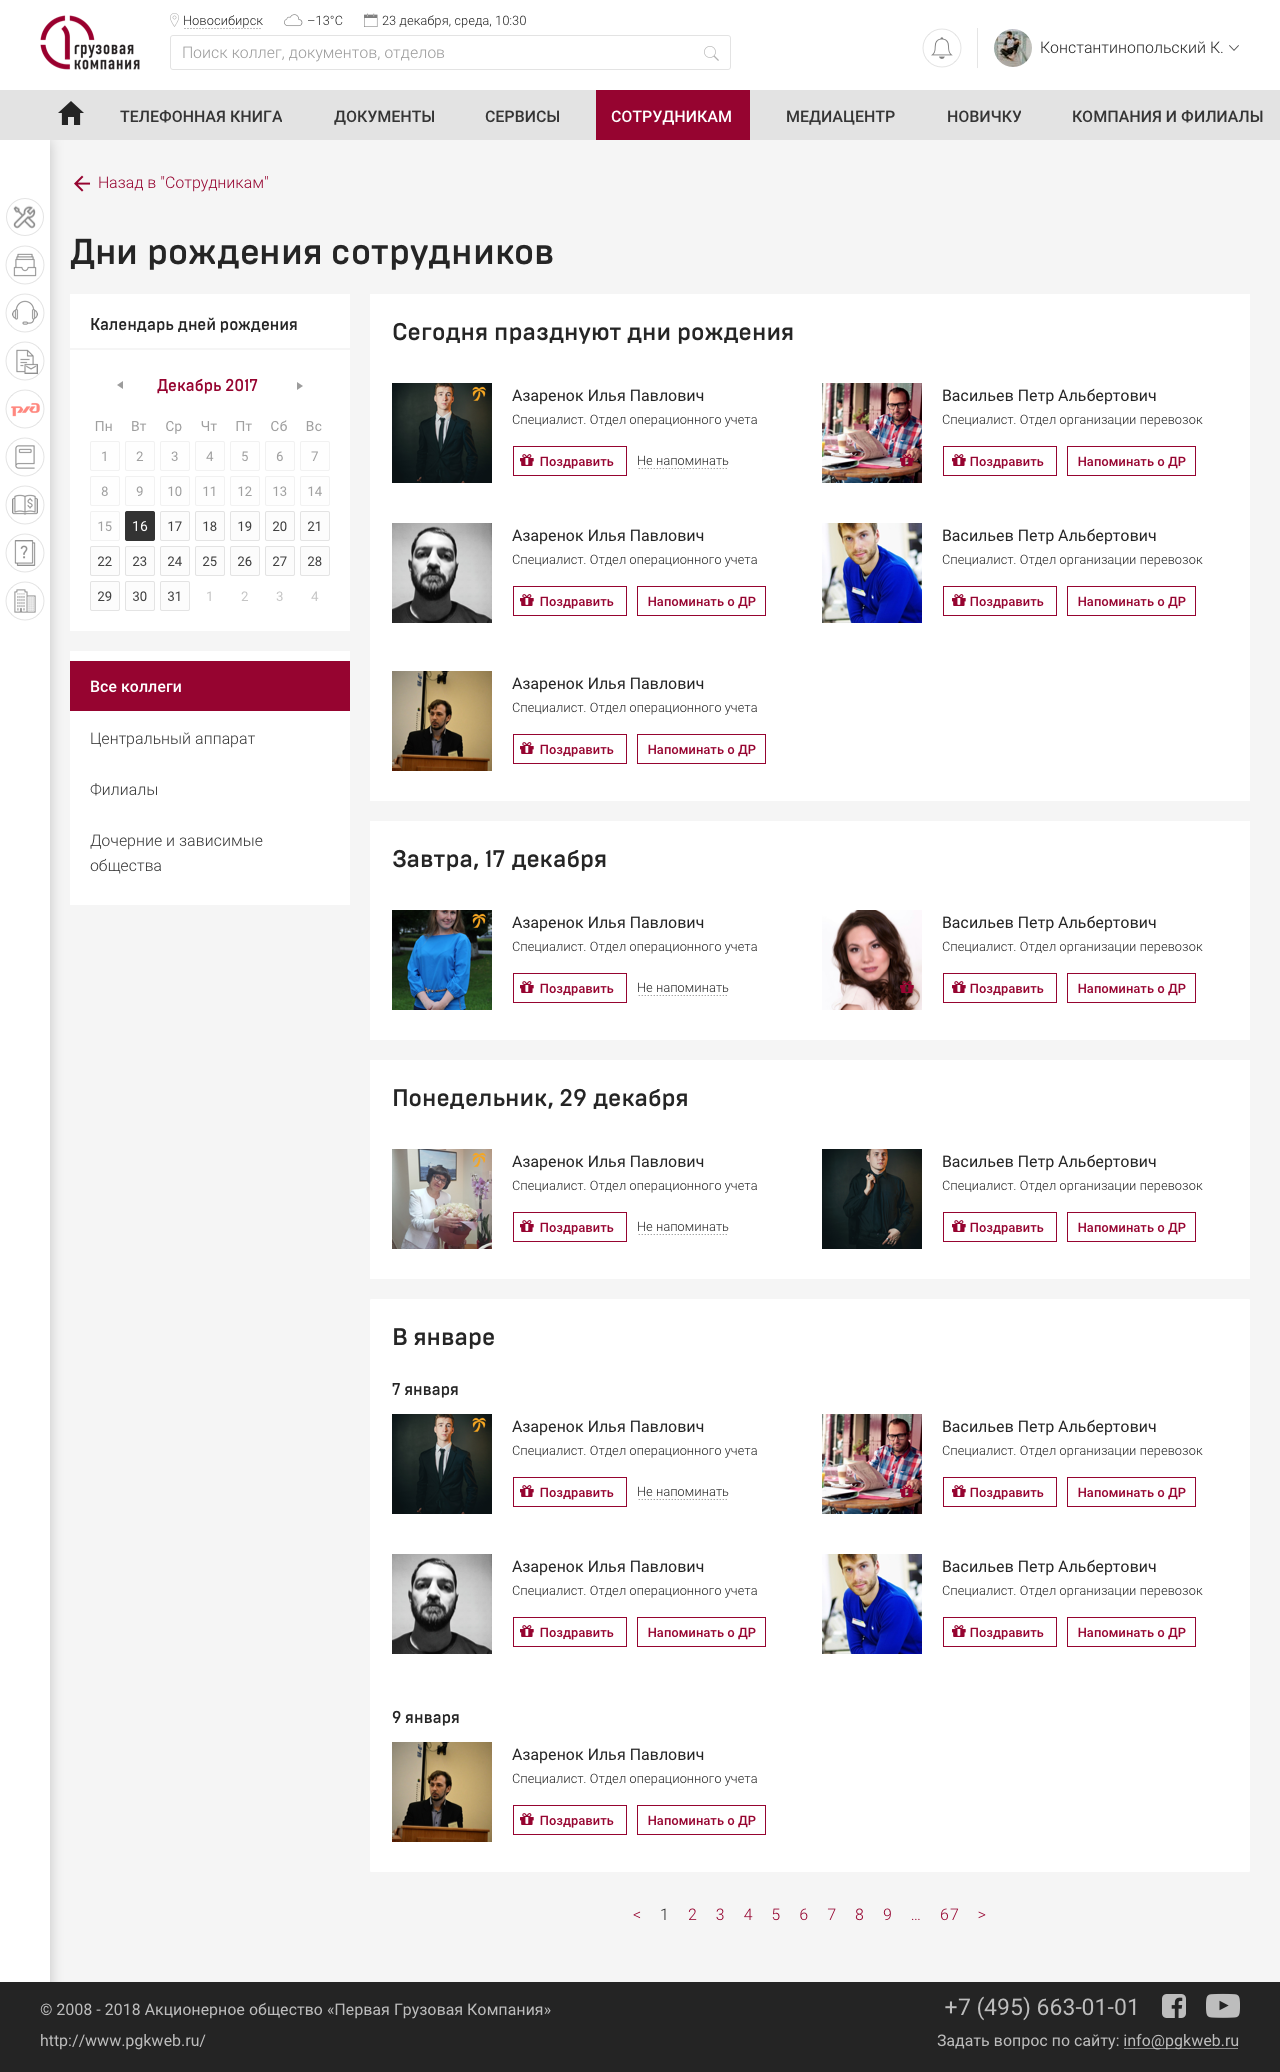 1 грузовая
компания
Новосибирск
−13°C
23 декабря, среда, 10:30
Поиск коллег, документов, отделов
Константинопольский К.
ТЕЛЕФОННАЯ КНИГА
ДОКУМЕНТЫ
СЕРВИСЫ
СОТРУДНИКАМ
МЕДИАЦЕНТР
НОВИЧКУ
КОМПАНИЯ И ФИЛИАЛЫ
ржд
Назад в "Сотрудникам"
Дни рождения сотрудников
Календарь дней рождения
Декабрь 2017
Пн Вт Ср Чт Пт Сб Вс
1 2 3 4 5 6 7
8 9 10 11 12 13 14
15 16 17 18 19 20 21
22 23 24 25 26 27 28
29 30 31 1 2 3 4
Все коллеги
Центральный аппарат
Филиалы
Дочерние и зависимые
общества
Сегодня празднуют дни рождения
Азаренок Илья Павлович
Специалист. Отдел операционного учета
Поздравить Не напоминать
Васильев Петр Альбертович
Специалист. Отдел организации перевозок
Поздравить Напоминать о ДР
Азаренок Илья Павлович
Специалист. Отдел операционного учета
Поздравить Напоминать о ДР
Васильев Петр Альбертович
Специалист. Отдел организации перевозок
Поздравить Напоминать о ДР
Азаренок Илья Павлович
Специалист. Отдел операционного учета
Поздравить Напоминать о ДР
Завтра, 17 декабря
Азаренок Илья Павлович
Специалист. Отдел операционного учета
Поздравить Не напоминать
Васильев Петр Альбертович
Специалист. Отдел организации перевозок
Поздравить Напоминать о ДР
Понедельник, 29 декабря
Азаренок Илья Павлович
Специалист. Отдел операционного учета
Поздравить Не напоминать
Васильев Петр Альбертович
Специалист. Отдел организации перевозок
Поздравить Напоминать о ДР
В январе
7 января
Азаренок Илья Павлович
Специалист. Отдел операционного учета
Поздравить Не напоминать
Васильев Петр Альбертович
Специалист. Отдел организации перевозок
Поздравить Напоминать о ДР
Азаренок Илья Павлович
Специалист. Отдел операционного учета
Поздравить Напоминать о ДР
Васильев Петр Альбертович
Специалист. Отдел организации перевозок
Поздравить Напоминать о ДР
9 января
Азаренок Илья Павлович
Специалист. Отдел операционного учета
Поздравить Напоминать о ДР
< 1 2 3 4 5 6 7 8 9 ... 67 >
© 2008 - 2018 Акционерное общество «Первая Грузовая Компания»
http://www.pgkweb.ru/
+7 (495) 663-01-01
Задать вопрос по сайту: info@pgkweb.ru